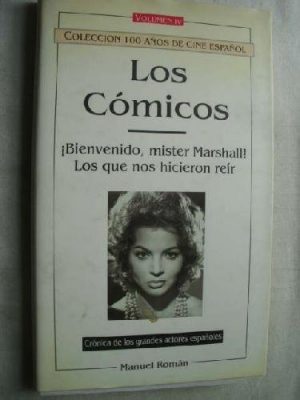 VOLUMEN IV
COLECCION 100 AÑOS DE CINE ESPAÑOL
Los
Cómicos
¡Bienvenido, mister Marshall!
Los que nos hicieron reír
Crónica de los grandes actores españoles
Manuel Román